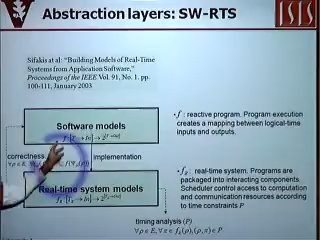 Abstraction layers: SW-RTS
ISIS
Sifakis at al: "Building Models of Real-Time
Systems from Application Software,"
Proceedings of the IEEE Vol. 91, No. 1. pp.
100-111, January 2003
Software models
• f : reactive program. Program execution
creates a mapping between logical-time
inputs and outputs.
correctness
implementation
Real-time system models
• f_R : real-time system. Programs are
packaged into interacting components.
Scheduler control access to computation
and communication resources according
to time constraints P
timing analysis (P)